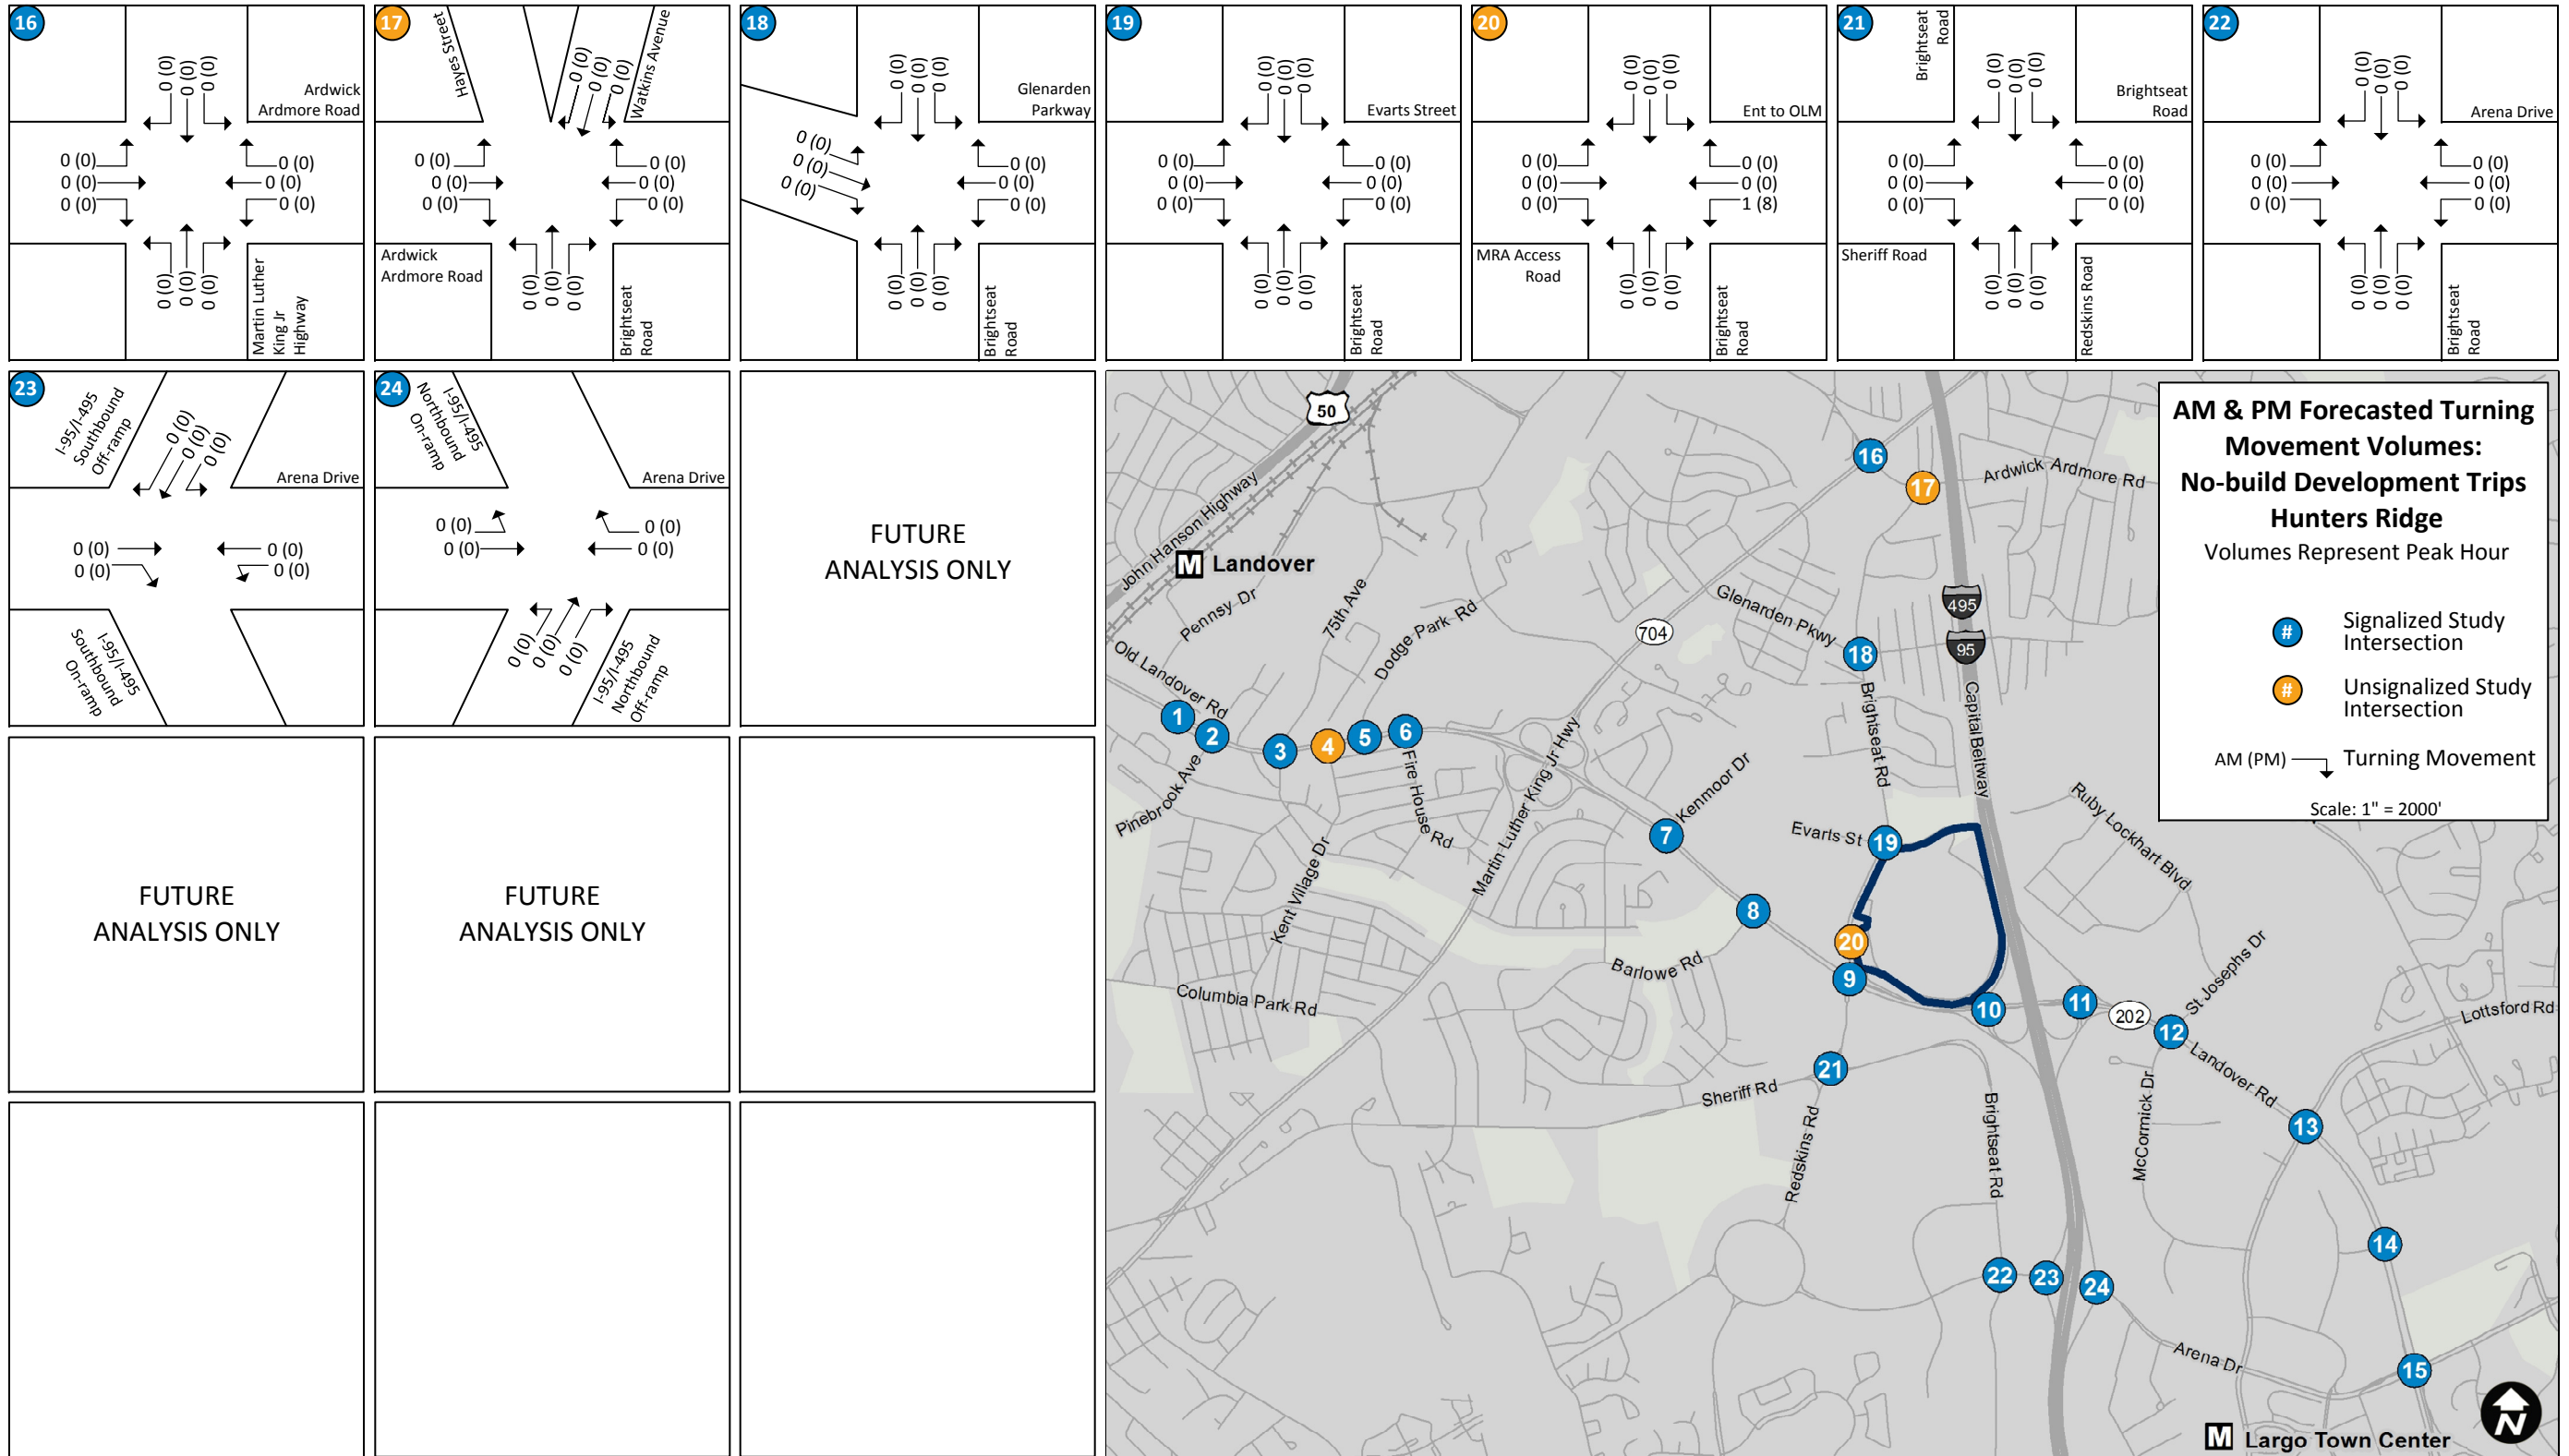 16
0 (0)
0 (0)
0 (0)
Ardwick
Ardmore Road
0 (0)
0 (0)
0 (0)
0 (0)
0 (0)
0 (0)
0 (0)
0 (0)
0 (0)
Martin Luther
King Jr
Highway
17
Hayes Street
0 (0)
0 (0)
0 (0)
Watkins Avenue
0 (0)
0 (0)
0 (0)
0 (0)
0 (0)
0 (0)
Ardwick
Ardmore Road
0 (0)
0 (0)
0 (0)
Brightseat
Road
18
0 (0)
0 (0)
0 (0)
Glenarden
Parkway
0 (0)
0 (0)
0 (0)
0 (0)
0 (0)
0 (0)
0 (0)
0 (0)
0 (0)
Brightseat
Road
19
0 (0)
0 (0)
0 (0)
Evarts Street
0 (0)
0 (0)
0 (0)
0 (0)
0 (0)
0 (0)
0 (0)
0 (0)
0 (0)
Brightseat
Road
20
0 (0)
0 (0)
0 (0)
Ent to OLM
0 (0)
0 (0)
0 (0)
0 (0)
0 (0)
1 (8)
MRA Access
Road
0 (0)
0 (0)
0 (0)
Brightseat
Road
21
Brightseat
Road
0 (0)
0 (0)
0 (0)
Brightseat
Road
0 (0)
0 (0)
0 (0)
0 (0)
0 (0)
0 (0)
Sheriff Road
0 (0)
0 (0)
0 (0)
Redskins Road
22
0 (0)
0 (0)
0 (0)
Arena Drive
0 (0)
0 (0)
0 (0)
0 (0)
0 (0)
0 (0)
0 (0)
0 (0)
0 (0)
Brightseat
Road
23
I-95/I-495
Southbound
Off-ramp
0 (0)
0 (0)
0 (0)
Arena Drive
0 (0)
0 (0)
0 (0)
0 (0)
I-95/I-495
Southbound
On-ramp
24
I-95/I-495
Northbound
On-ramp
Arena Drive
0 (0)
0 (0)
0 (0)
0 (0)
0 (0)
0 (0)
0 (0)
I-95/I-495
Northbound
Off-ramp
FUTURE
ANALYSIS ONLY
FUTURE
ANALYSIS ONLY
FUTURE
ANALYSIS ONLY
AM & PM Forecasted Turning
Movement Volumes:
No-build Development Trips
Hunters Ridge
Volumes Represent Peak Hour
# Signalized Study
Intersection
# Unsignalized Study
Intersection
AM (PM) Turning Movement
Scale: 1" = 2000'
50
John Hanson Highway
M Landover
Pennsy Dr
75th Ave
Dodge Park Rd
Old Landover Rd
704
Glenarden Pkwy
16
17
Ardwick Ardmore Rd
495
95
18
Brightseat Rd
Capital Beltway
1
2
3
4
5
6
Pinebrook Ave
Fire House Rd
Martin Luther King Jr Hwy
Kenmoor Dr
7
Kent Village Dr
Evarts St
19
Ruby Lockhart Blvd
8
20
9
Barlowe Rd
Columbia Park Rd
10
11
202
12
St Josephs Dr
Lottsford Rd
Landover Rd
21
Sheriff Rd
Redskins Rd
Brightseat Rd
McCormick Dr
13
14
22
23
24
Arena Dr
15
M Largo Town Center
N